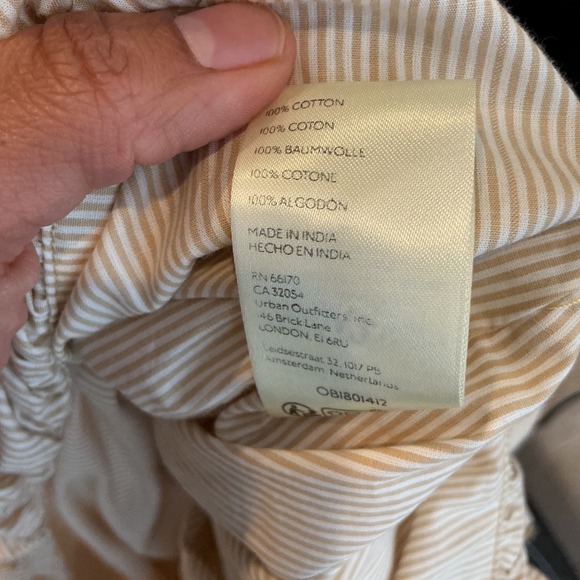 100% COTTON
100% COTON
100% BAUMWOLLE
100% COTONE
100% ALGODÓN
MADE IN INDIA
HECHO EN INDIA
RN 66170
CA 32054
Urban Outfitters, Inc.
146 Brick Lane
LONDON, E1 6RU
Leidsestraat 32, 1017 PB
Amsterdam, Netherlands
OB1801412